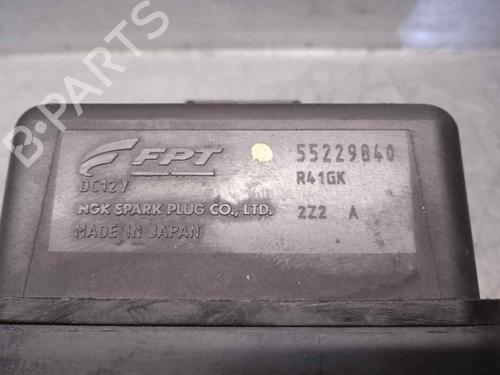 B-PARTS
FPT 55229840
DC12V R41GK
NGK SPARK PLUG CO., LTD. 2Z2 A
MADE IN JAPAN